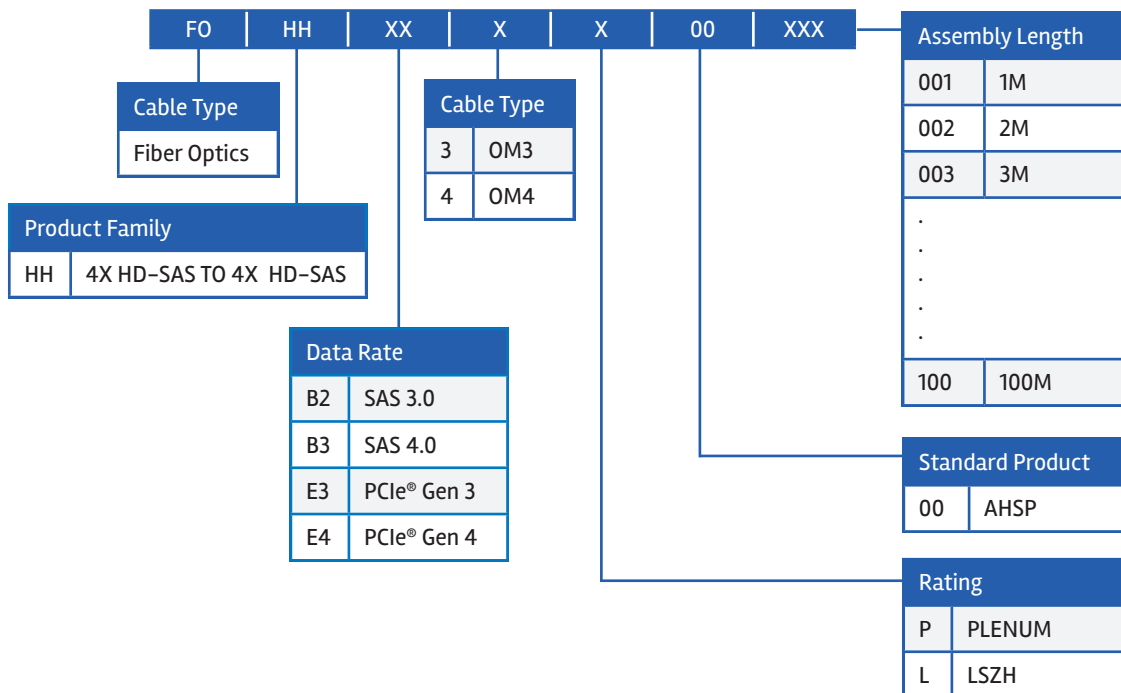 FO HH XX X X 00 XXX
Cable Type
Fiber Optics
Product Family
HH 4X HD-SAS TO 4X HD-SAS
Data Rate
B2 SAS 3.0
B3 SAS 4.0
E3 PCIe® Gen 3
E4 PCIe® Gen 4
Cable Type
3 OM3
4 OM4
Assembly Length
001 1M
002 2M
003 3M
.
.
.
.
.
100 100M
Standard Product
00 AHSP
Rating
P PLENUM
L LSZH